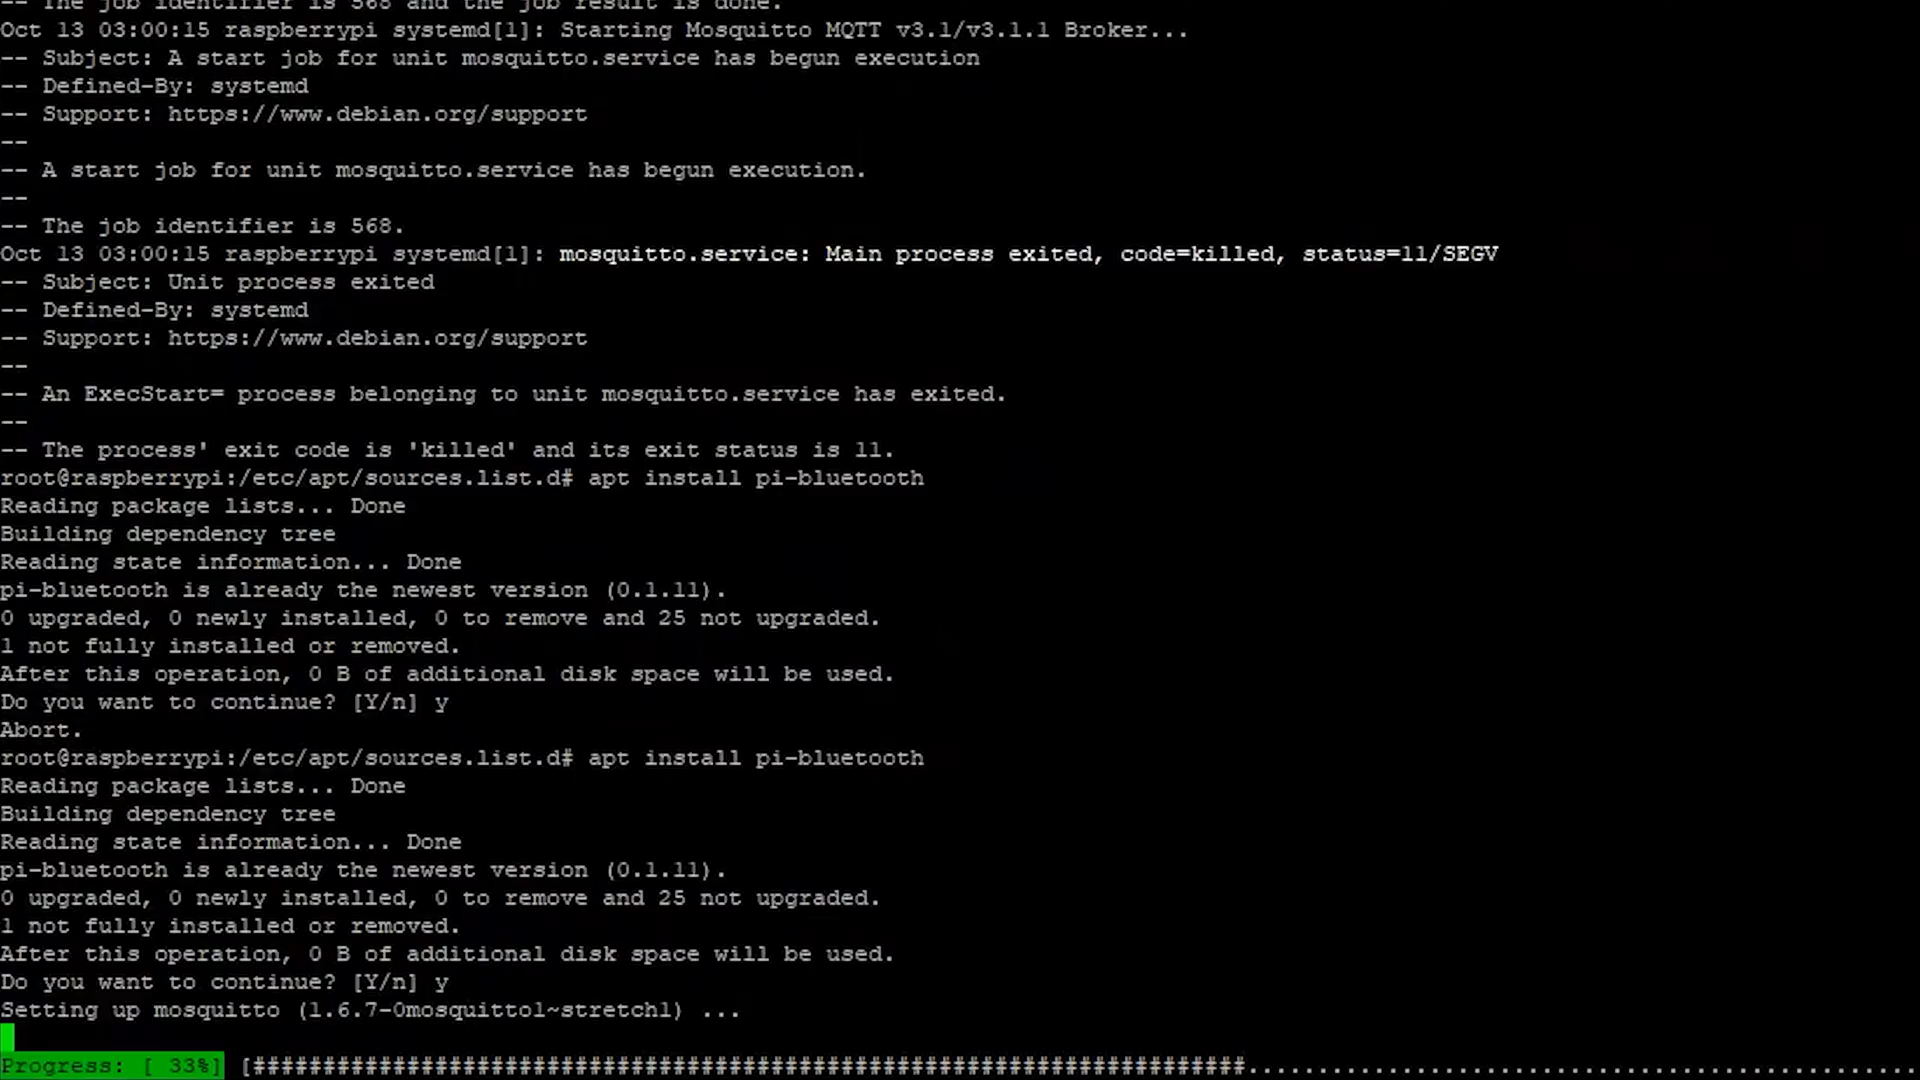 -- The job identifier is 568 and the job result is done.
Oct 13 03:00:15 raspberrypi systemd[1]: Starting Mosquitto MQTT v3.1/v3.1.1 Broker...
-- Subject: A start job for unit mosquitto.service has begun execution
-- Defined-By: systemd
-- Support: https://www.debian.org/support
--
-- A start job for unit mosquitto.service has begun execution.
--
-- The job identifier is 568.
Oct 13 03:00:15 raspberrypi systemd[1]: mosquitto.service: Main process exited, code=killed, status=11/SEGV
-- Subject: Unit process exited
-- Defined-By: systemd
-- Support: https://www.debian.org/support
--
-- An ExecStart= process belonging to unit mosquitto.service has exited.
--
-- The process' exit code is 'killed' and its exit status is 11.
root@raspberrypi:/etc/apt/sources.list.d# apt install pi-bluetooth
Reading package lists... Done
Building dependency tree
Reading state information... Done
pi-bluetooth is already the newest version (0.1.11).
0 upgraded, 0 newly installed, 0 to remove and 25 not upgraded.
1 not fully installed or removed.
After this operation, 0 B of additional disk space will be used.
Do you want to continue? [Y/n] y
Abort.
root@raspberrypi:/etc/apt/sources.list.d# apt install pi-bluetooth
Reading package lists... Done
Building dependency tree
Reading state information... Done
pi-bluetooth is already the newest version (0.1.11).
0 upgraded, 0 newly installed, 0 to remove and 25 not upgraded.
1 not fully installed or removed.
After this operation, 0 B of additional disk space will be used.
Do you want to continue? [Y/n] y
Setting up mosquitto (1.6.7-0mosquitto1~stretch1) ...
Progress: [ 33%] [#######################################################################...............................................